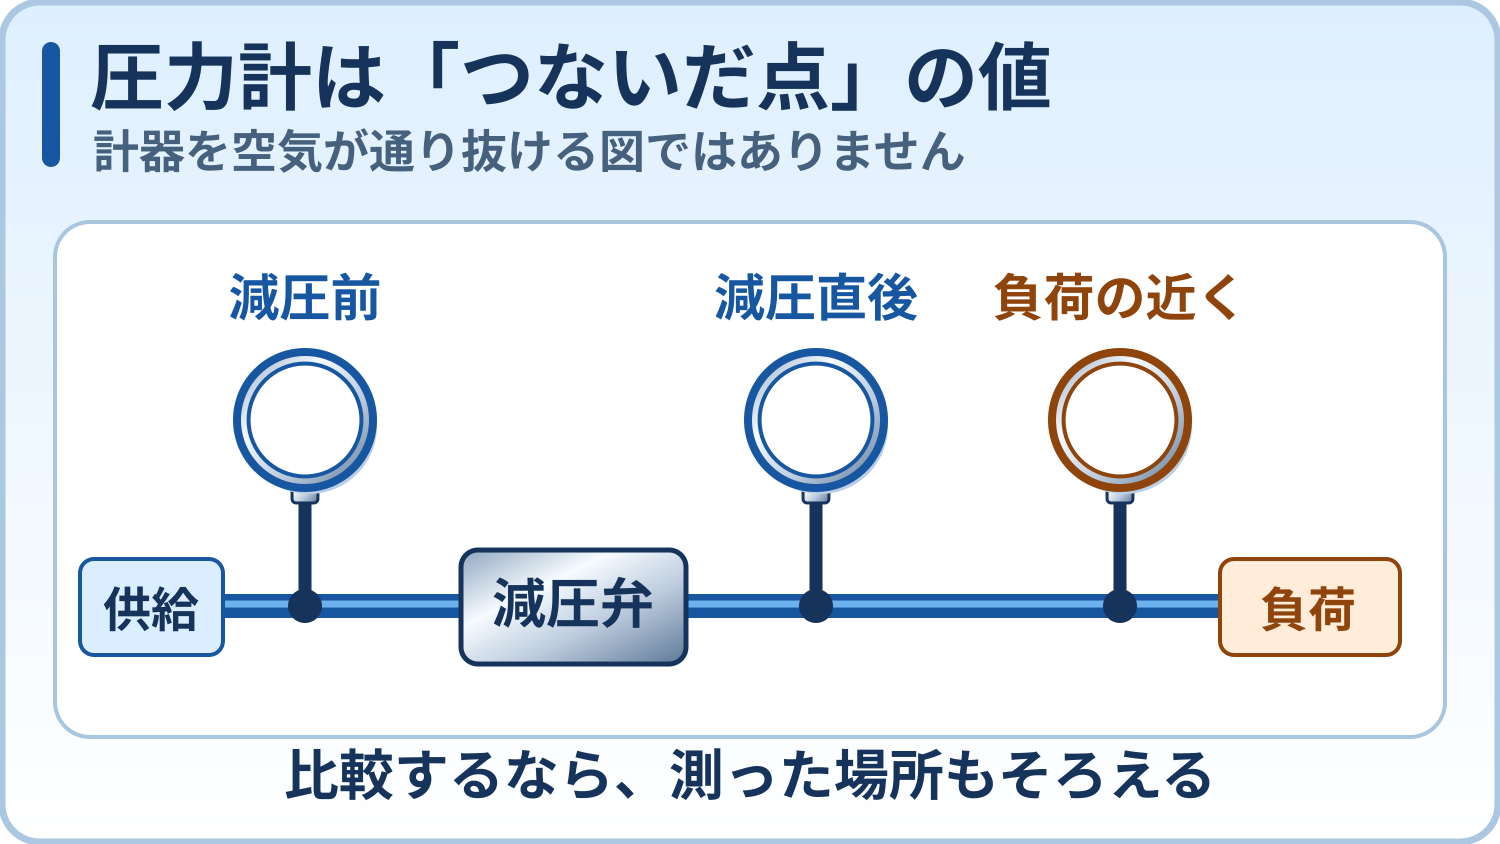 圧力計は「つないだ点」の値
計器を空気が通り抜ける図ではありません
減圧前
減圧直後
負荷の近く
供給
減圧弁
負荷
比較するなら、測った場所もそろえる